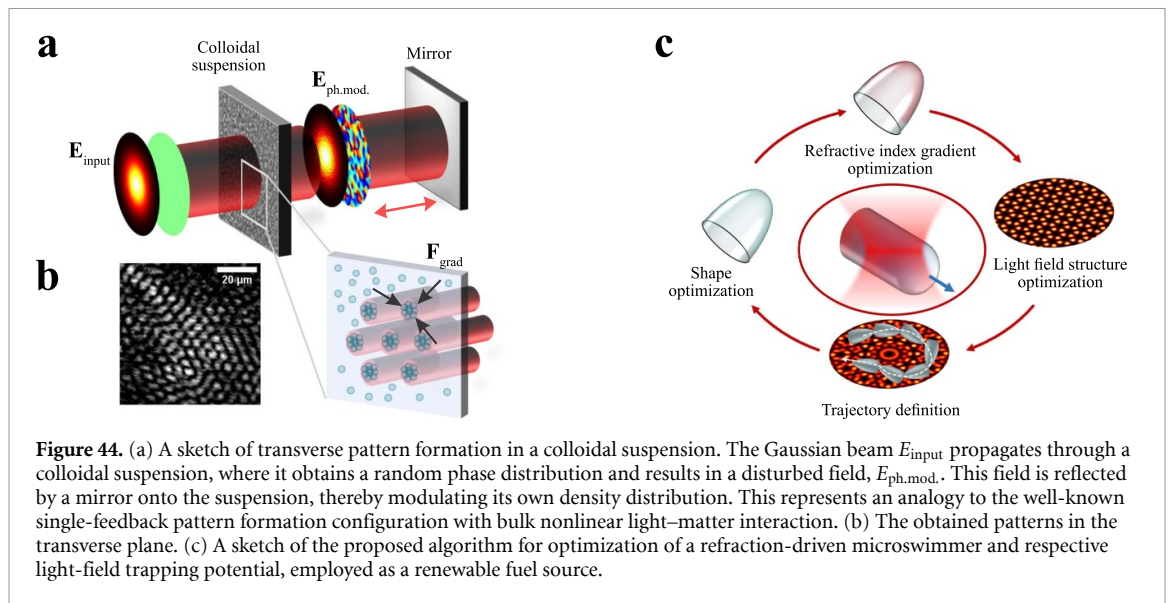 a
Colloidal
suspension
Mirror
E_ph.mod.
E_input
b
20 μm
F_grad
c
Refractive index gradient
optimization
Shape
optimization
Light field structure
optimization
Trajectory definition
Figure 44. (a) A sketch of transverse pattern formation in a colloidal suspension. The Gaussian beam E_input propagates through a
colloidal suspension, where it obtains a random phase distribution and results in a disturbed field, E_ph.mod.. This field is reflected
by a mirror onto the suspension, thereby modulating its own density distribution. This represents an analogy to the well-known
single-feedback pattern formation configuration with bulk nonlinear light–matter interaction. (b) The obtained patterns in the
transverse plane. (c) A sketch of the proposed algorithm for optimization of a refraction-driven microswimmer and respective
light-field trapping potential, employed as a renewable fuel source.